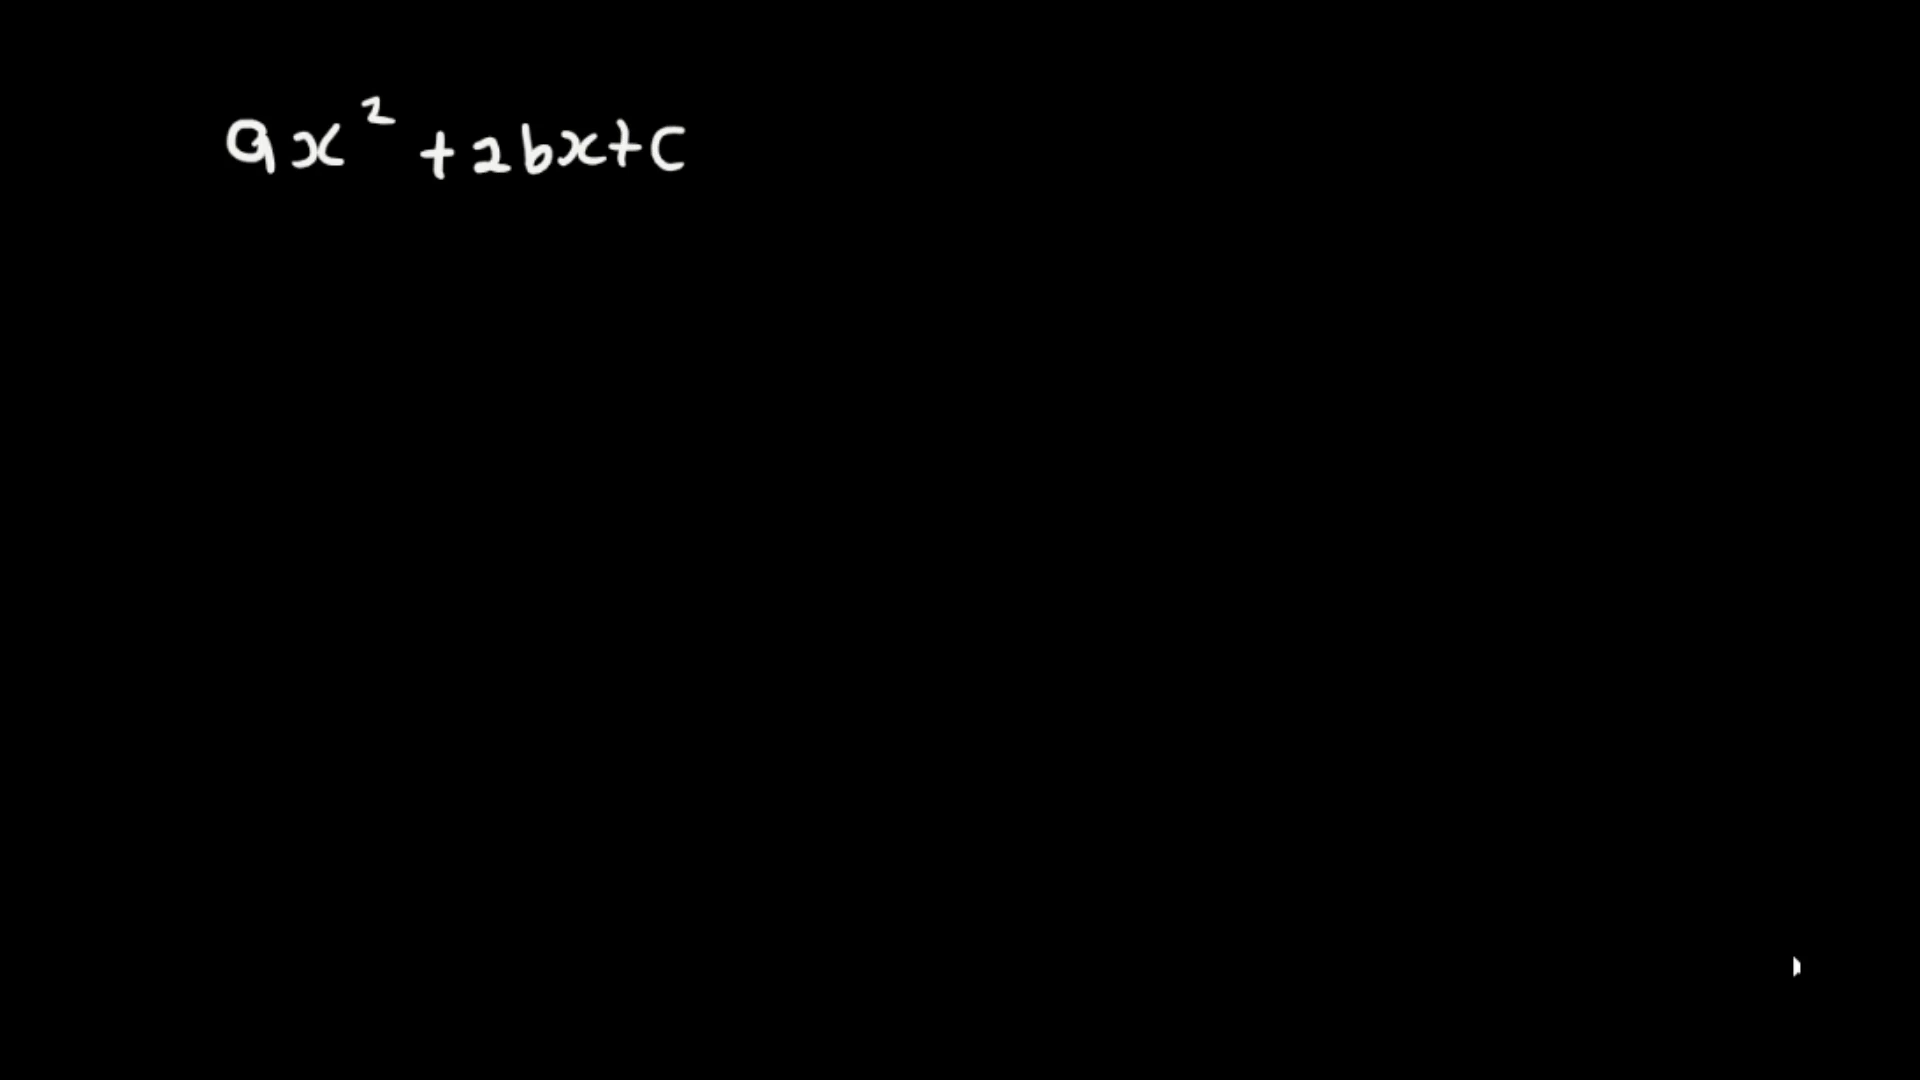 ax² + 2bx + c